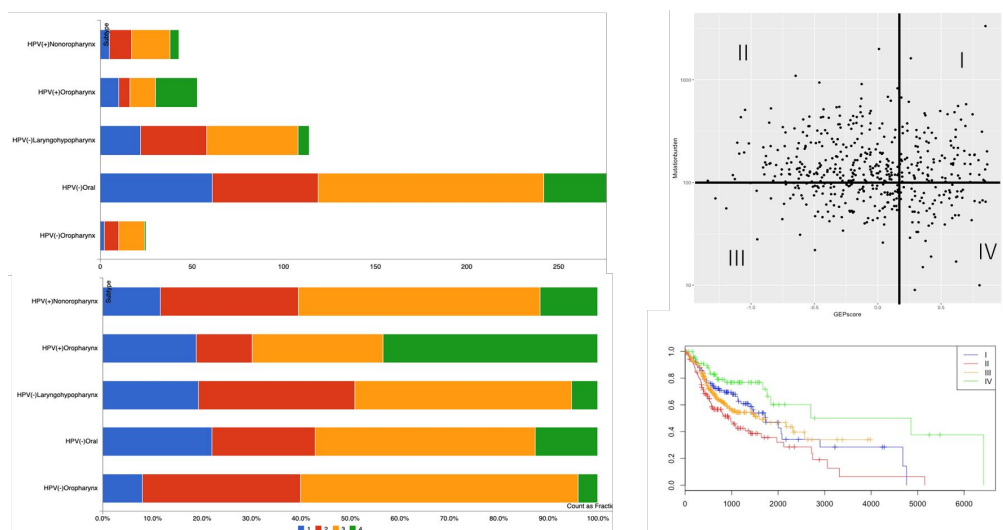 Subtype
HPV(+)Nonoropharynx
HPV(+)Oropharynx
HPV(-)Laryngohypopharynx
HPV(-)Oral
HPV(-)Oropharynx
0 50 100 150 200 250
Subtype
HPV(+)Nonoropharynx
HPV(+)Oropharynx
HPV(-)Laryngohypopharynx
HPV(-)Oral
HPV(-)Oropharynx
Count as Fracti
0.0% 10.0% 20.0% 30.0% 40.0% 50.0% 60.0% 70.0% 80.0% 90.0% 100.0%
1 2 3 4
II
I
III
IV
Mutationburden
1000
100
10
-1.0 -0.5 0.0 0.5
GEPscore
I
II
III
IV
1.0
0.8
0.6
0.4
0.2
0.0
0 1000 2000 3000 4000 5000 6000